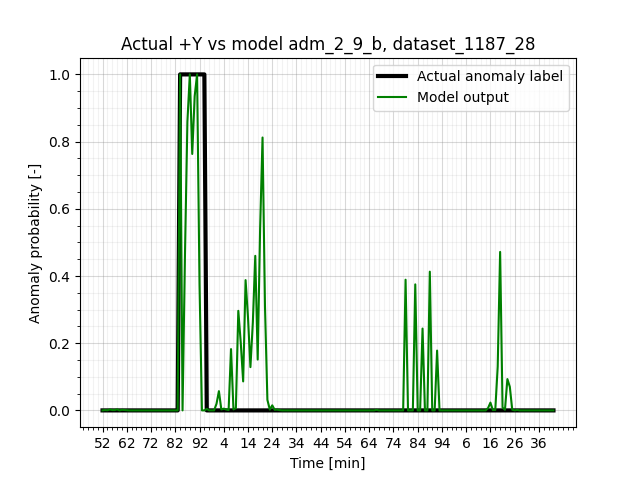 Actual +Y vs model adm_2_9_b, dataset_1187_28
Actual anomaly label
Model output
Anomaly probability [-]
1.0
0.8
0.6
0.4
0.2
0.0
52 62 72 82 92 4 14 24 34 44 54 64 74 84 94 6 16 26 36
Time [min]